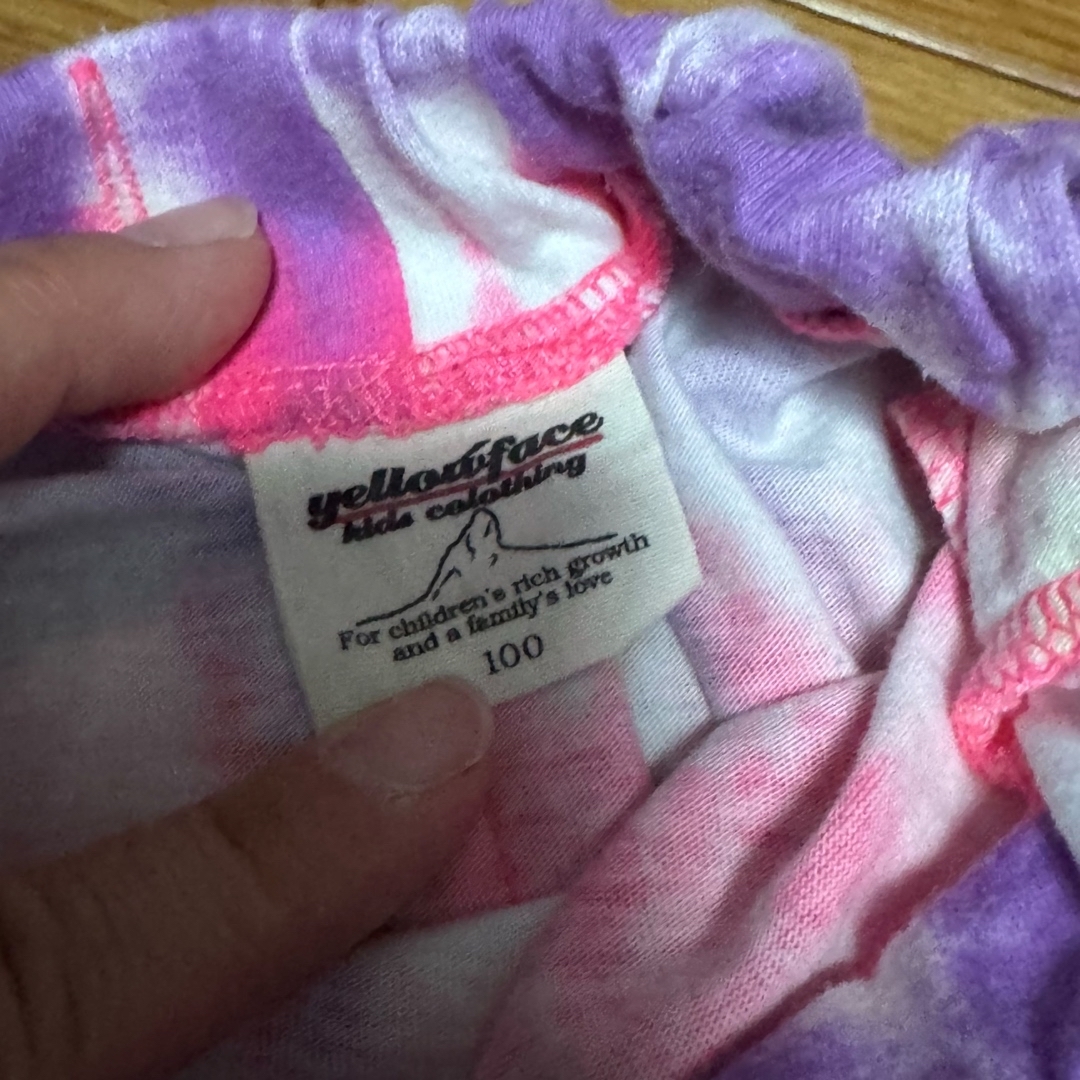 yellowface
kids colothing
For children's rich growth
and a family's love
100